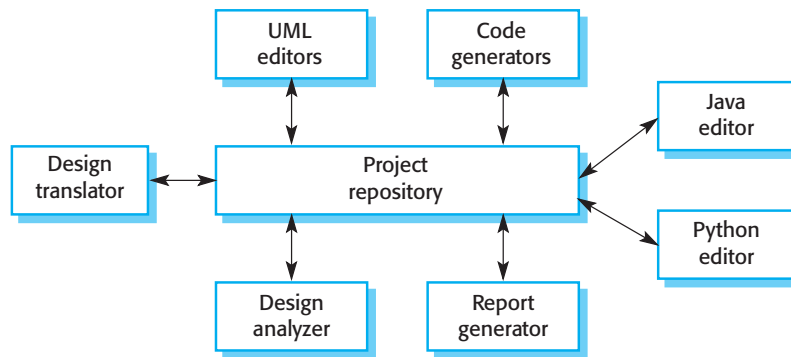 UML
editors
Code
generators
Java
editor
Design
translator
Project
repository
Python
editor
Design
analyzer
Report
generator